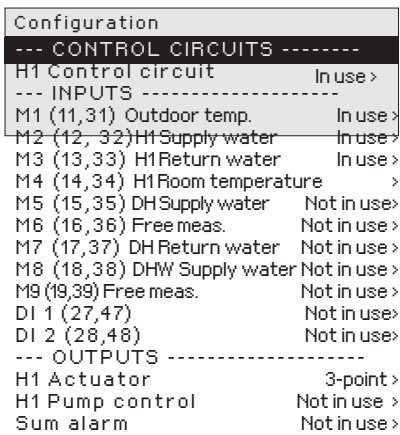 Configuration
--- CONTROL CIRCUITS --------
H1 Control circuit In use >
--- INPUTS --------------------
M1 (11,31) Outdoor temp. In use >
M2 (12, 32) H1 Supply water In use >
M3 (13,33) H1 Return water In use >
M4 (14,34) H1 Room temperature >
M5 (15,35) DH Supply water Not in use>
M6 (16,36) Free meas. Not in use >
M7 (17,37) DH Return water Not in use >
M8 (18,38) DHW Supply water Not in use >
M9 (19,39) Free meas. Not in use >
DI 1 (27,47) Not in use>
DI 2 (28,48) Not in use>
--- OUTPUTS -------------------
H1 Actuator 3-point >
H1 Pump control Not in use >
Sum alarm Not in use >